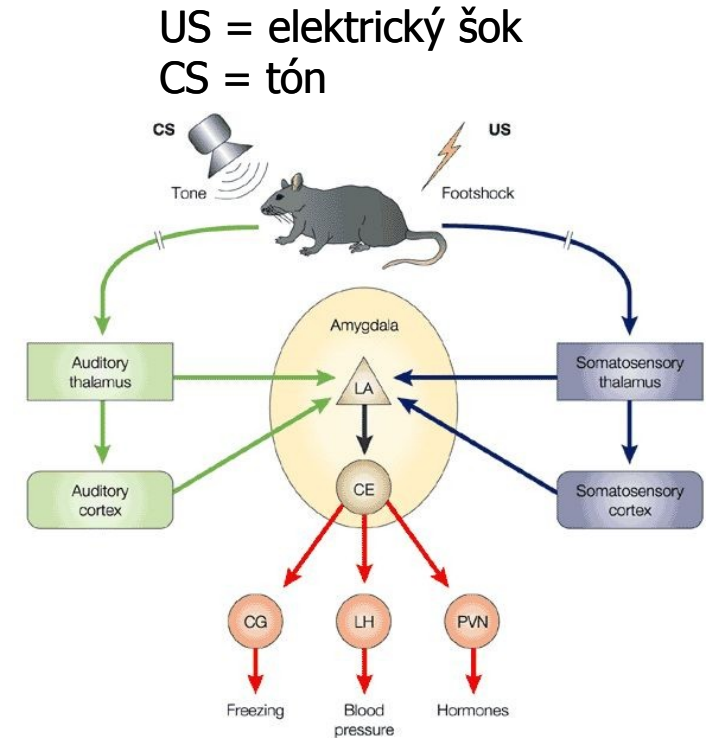 US = elektrický šok
CS = tón
CS
US
Tone
Footshock
Amygdala
Auditory
thalamus
LA
Somatosensory
thalamus
Auditory
cortex
CE
Somatosensory
cortex
CG
LH
PVN
Freezing
Blood
pressure
Hormones